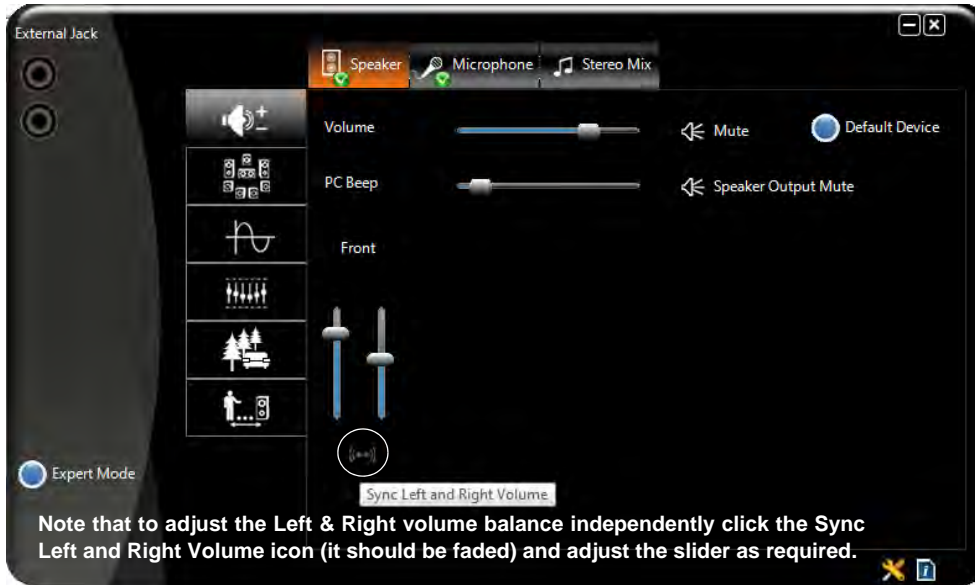 External Jack
Speaker
Microphone
Stereo Mix
Volume
Mute
Default Device
PC Beep
Speaker Output Mute
Front
Expert Mode
Sync Left and Right Volume
Note that to adjust the Left & Right volume balance independently click the Sync
Left and Right Volume icon (it should be faded) and adjust the slider as required.